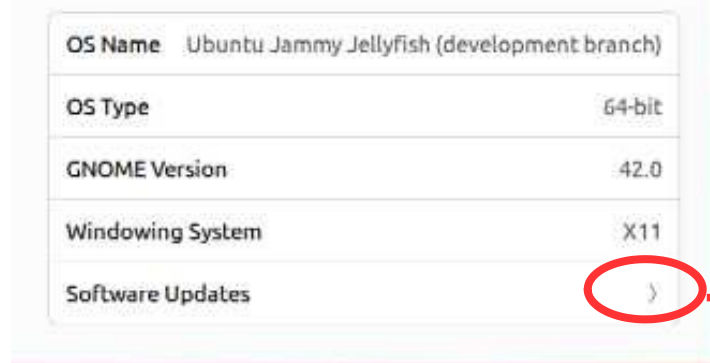 OS Name Ubuntu Jammy Jellyfish (development branch)
OS Type 64-bit
GNOME Version 42.0
Windowing System X11
Software Updates 〉